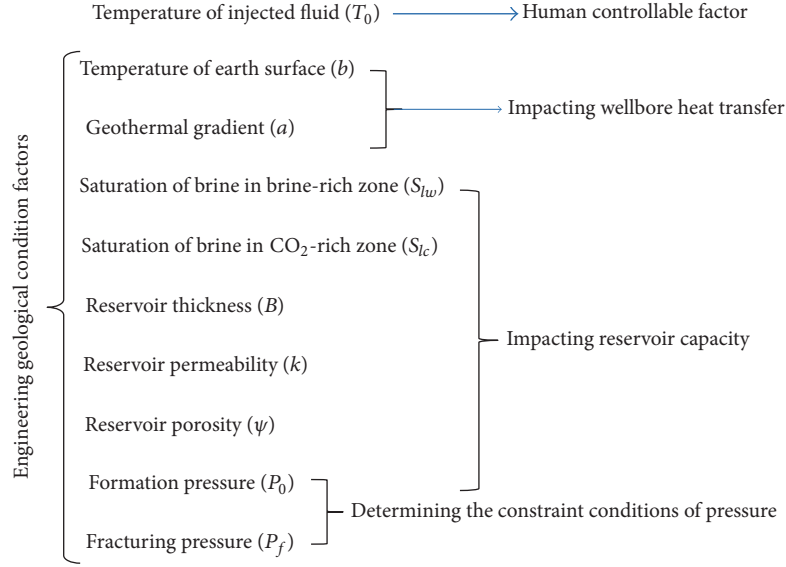 Temperature of injected fluid (T₀)
Human controllable factor
Engineering geological condition factors
Temperature of earth surface (b)
Geothermal gradient (a)
Impacting wellbore heat transfer
Saturation of brine in brine-rich zone (Sₗw)
Saturation of brine in CO₂-rich zone (Sₗc)
Reservoir thickness (B)
Reservoir permeability (k)
Reservoir porosity (ψ)
Impacting reservoir capacity
Formation pressure (P₀)
Fracturing pressure (Pf)
Determining the constraint conditions of pressure